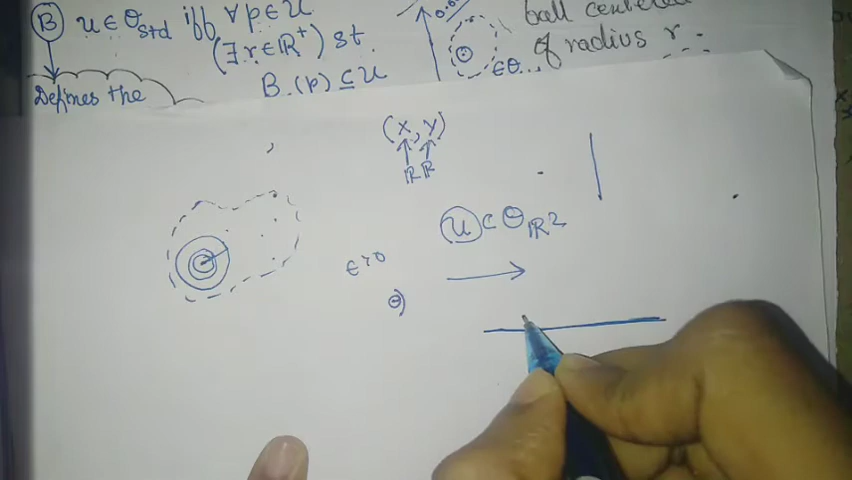 B u ∈ Θstd iff ∀ p ∈ u
(∃ r ∈ ℝ⁺) st.
Defines the B.(p) ⊆ u
ball centered
of radius r
∈ Θ...
(X, Y)
ℝ ℝ
u ⊂ Θℝ²
∈ > 0
Θ)